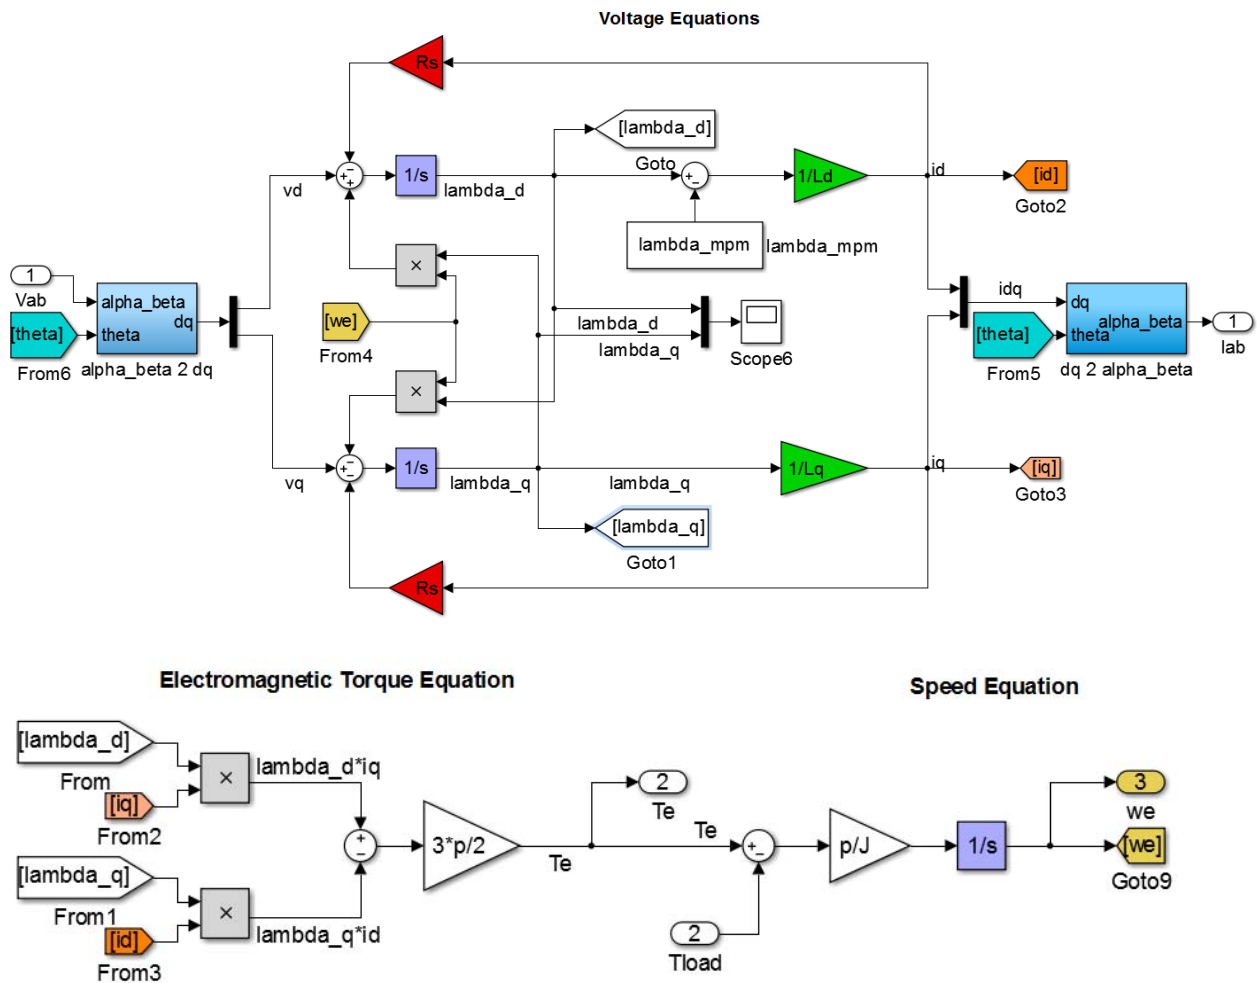 Voltage Equations
Rs
[lambda_d]
Goto
vd
1/s
lambda_d
1/Ld
id
[id]
Goto2
lambda_mpm
lambda_mpm
×
1
Vab
alpha_beta
theta
dq
alpha_beta 2 dq
[theta]
From6
[we]
From4
lambda_d
lambda_q
Scope6
idq
dq
alpha_beta
theta
dq 2 alpha_beta
[theta]
From5
1
Iab
×
vq
1/s
lambda_q
lambda_q
1/Lq
iq
[iq]
Goto3
[lambda_q]
Goto1
Rs
Electromagnetic Torque Equation
Speed Equation
[lambda_d]
From
[iq]
From2
×
lambda_d*iq
[lambda_q]
From1
[id]
From3
×
lambda_q*id
3*p/2
Te
2
Te
Te
2
Tload
p/J
1/s
3
we
[we]
Goto9